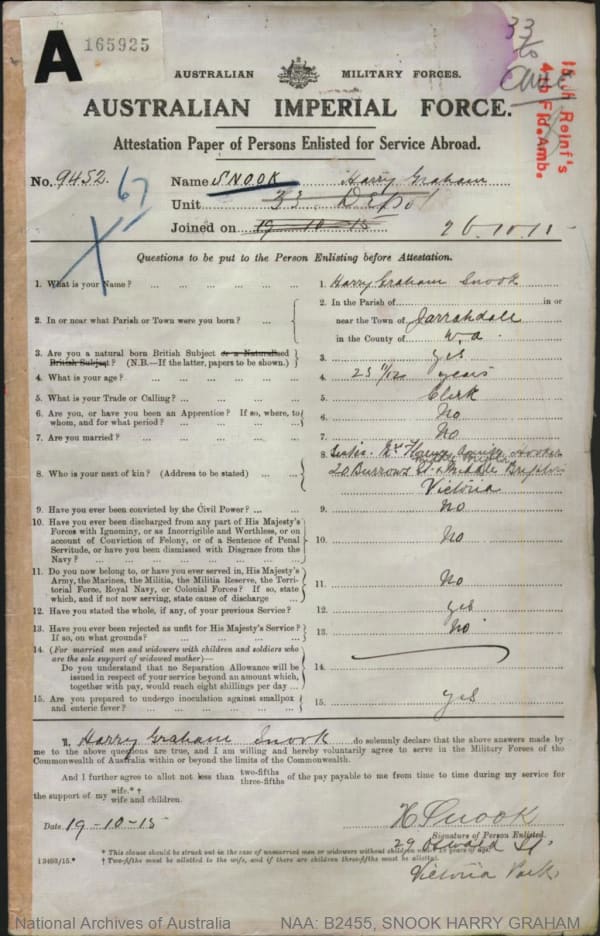 A
165925
33
to
15th Reinf's
4th Fld. Amb.
AUSTRALIAN MILITARY FORCES.
AUSTRALIAN IMPERIAL FORCE.
Attestation Paper of Persons Enlisted for Service Abroad.
No. 9452. 67 Name SNOOK Harry Graham
Unit 33 Depot
Joined on 19-10-15 26.10.15
Questions to be put to the Person Enlisting before Attestation.
1. What is your Name? ... 1. Harry Graham Snook
2. In or near what Parish or Town were you born? ... 2. In the Parish of in or
near the Town of Jarrahdale
in the County of W.A.
3. Are you a natural born British Subject or a Naturalised
British Subject? (N.B.—If the latter, papers to be shown.) 3. yes
4. What is your age? ... 4. 23 11/12 years
5. What is your Trade or Calling? ... 5. Clerk
6. Are you, or have you been an Apprentice? If so, where, to
whom, and for what period? ... 6. No
7. Are you married? ... 7. No
8. Who is your next of kin? (Address to be stated) ... 8. Sister. Mrs
20 Burrows St. Middle Brighton
Victoria
9. Have you ever been convicted by the Civil Power? ... 9. No
10. Have you ever been discharged from any part of His Majesty's
Forces with Ignominy, or as Incorrigible and Worthless, or on
account of Conviction of Felony, or of a Sentence of Penal
Servitude, or have you been dismissed with Disgrace from the
Navy? ... 10. No
11. Do you now belong to, or have you ever served in, His Majesty's
Army, the Marines, the Militia, the Militia Reserve, the Terri-
torial Force, Royal Navy, or Colonial Forces? If so, state
which, and if not now serving, state cause of discharge ... 11. No
12. Have you stated the whole, if any, of your previous Service? 12. yes
13. Have you ever been rejected as unfit for His Majesty's Service?
If so, on what grounds? ... 13. No
14. (For married men and widowers with children and soldiers who
are the sole support of widowed mother)—
Do you understand that no Separation Allowance will be
issued in respect of your service beyond an amount which,
together with pay, would reach eight shillings per day ... 14.
15. Are you prepared to undergo inoculation against smallpox
and enteric fever? ... 15. yes
I, Harry Graham Snook do solemnly declare that the above answers made by
me to the above questions are true, and I am willing and hereby voluntarily agree to serve in the Military Forces of the
Commonwealth of Australia within or beyond the limits of the Commonwealth.
And I further agree to allot not less than two-fifths three-fifths of the pay payable to me from time to time during my service for
the support of my wife.* † wife and children.
Date 19-10-15 H Snook
Signature of Person Enlisted.
* This clause should be struck out in the case of unmarried men or widowers without children under 18 years of age.
29 Oswald St.
13493/15.* † Two-fifths must be allotted to the wife, and if there are children three-fifths must be allotted.
Victoria Park
National Archives of Australia NAA: B2455, SNOOK HARRY GRAHAM